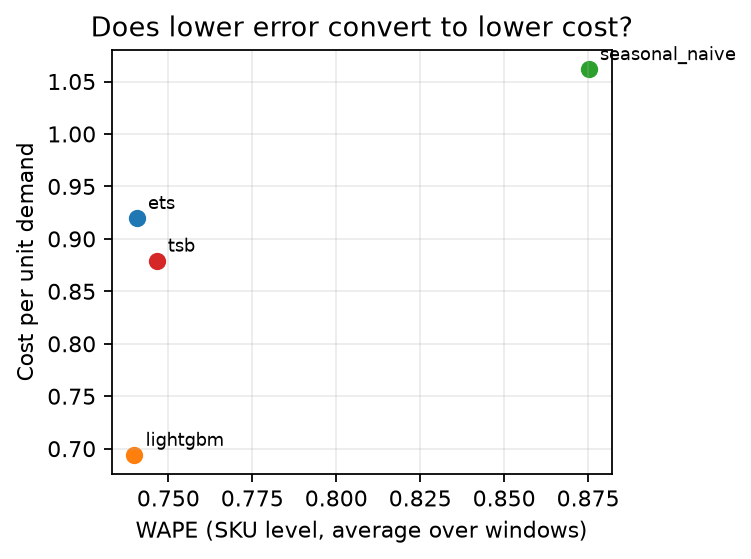 Does lower error convert to lower cost?
seasonal_naive
1.05
1.00
0.95
ets
0.90
tsb
0.85
0.80
0.75
lightgbm
0.70
Cost per unit demand
0.750 0.775 0.800 0.825 0.850 0.875
WAPE (SKU level, average over windows)